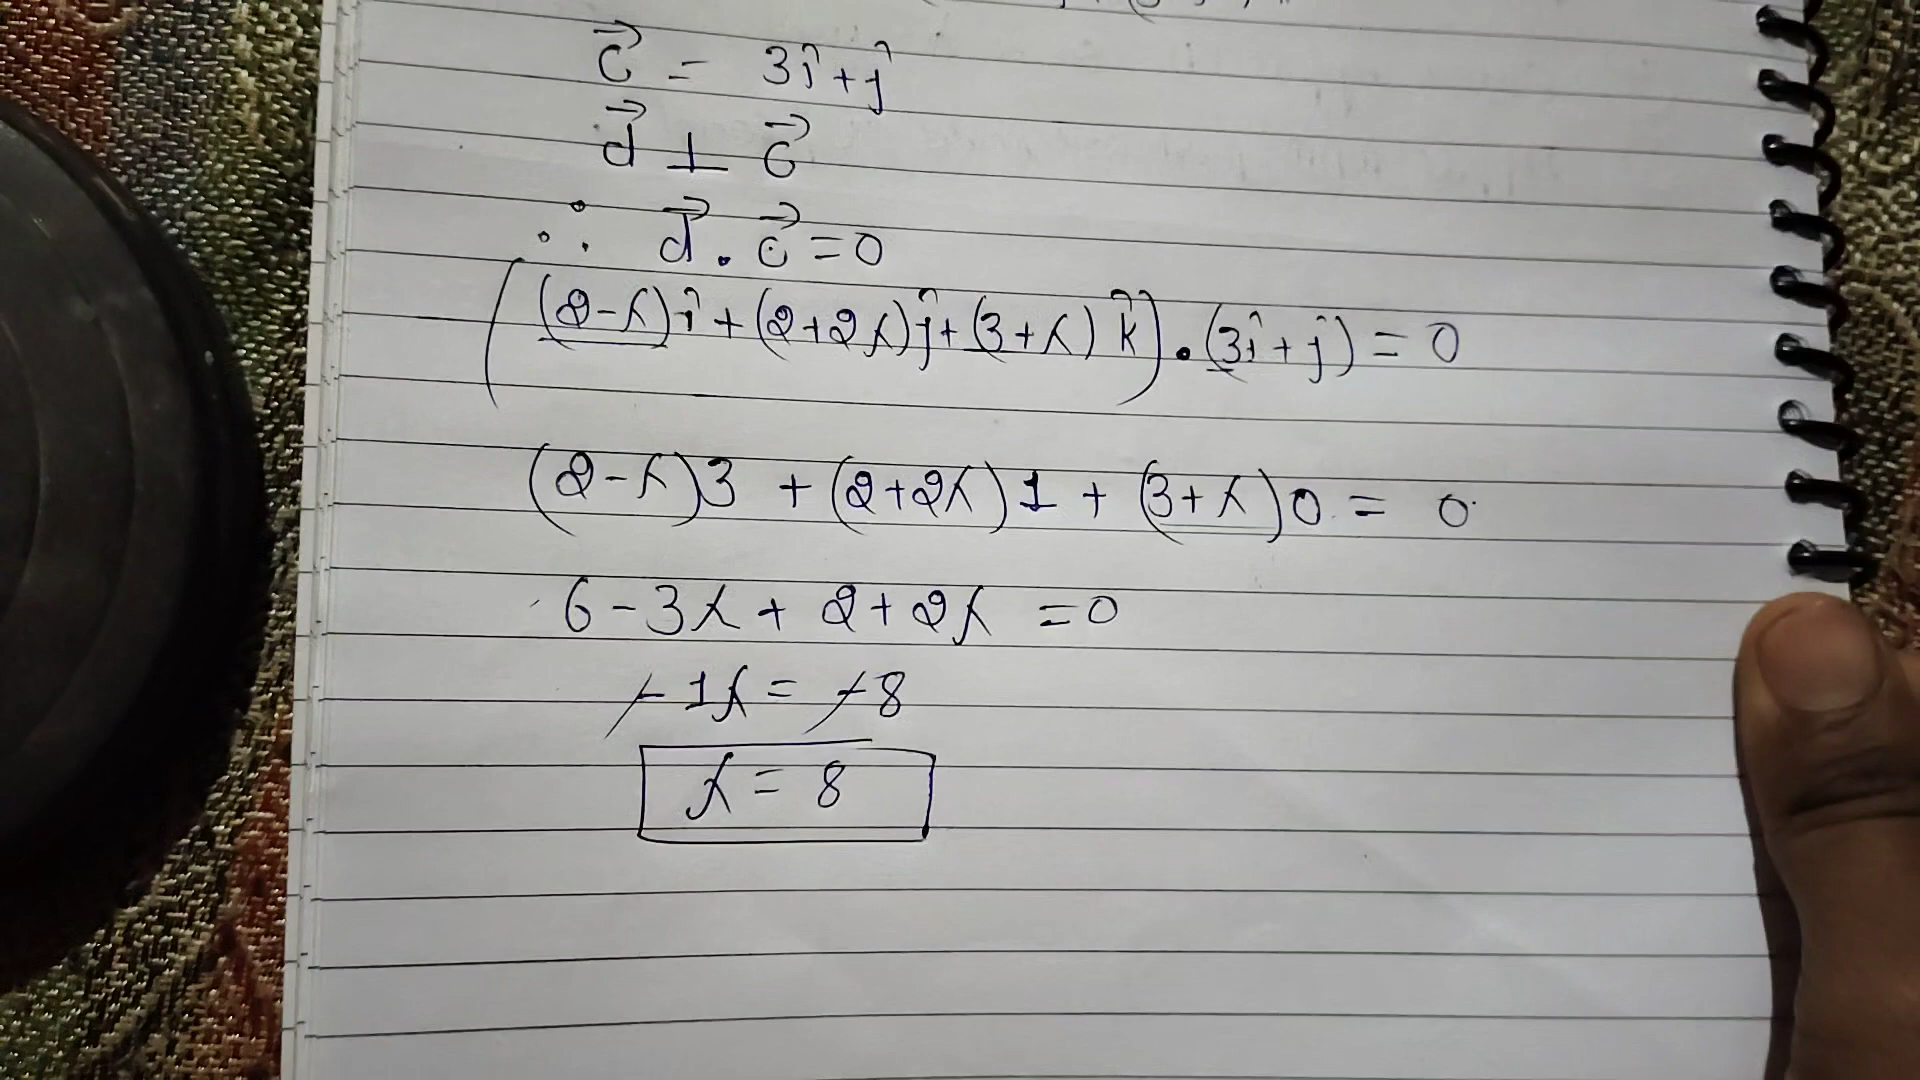 c⃗ = 3î + ĵ
d⃗ ⊥ c⃗
∴ d⃗ . c⃗ = 0
((2-λ)î + (2+2λ)ĵ + (3+λ)k̂) . (3î + ĵ) = 0
(2-λ)3 + (2+2λ)1 + (3+λ)0 = 0
6 - 3λ + 2 + 2λ = 0
-1λ = -8
λ = 8